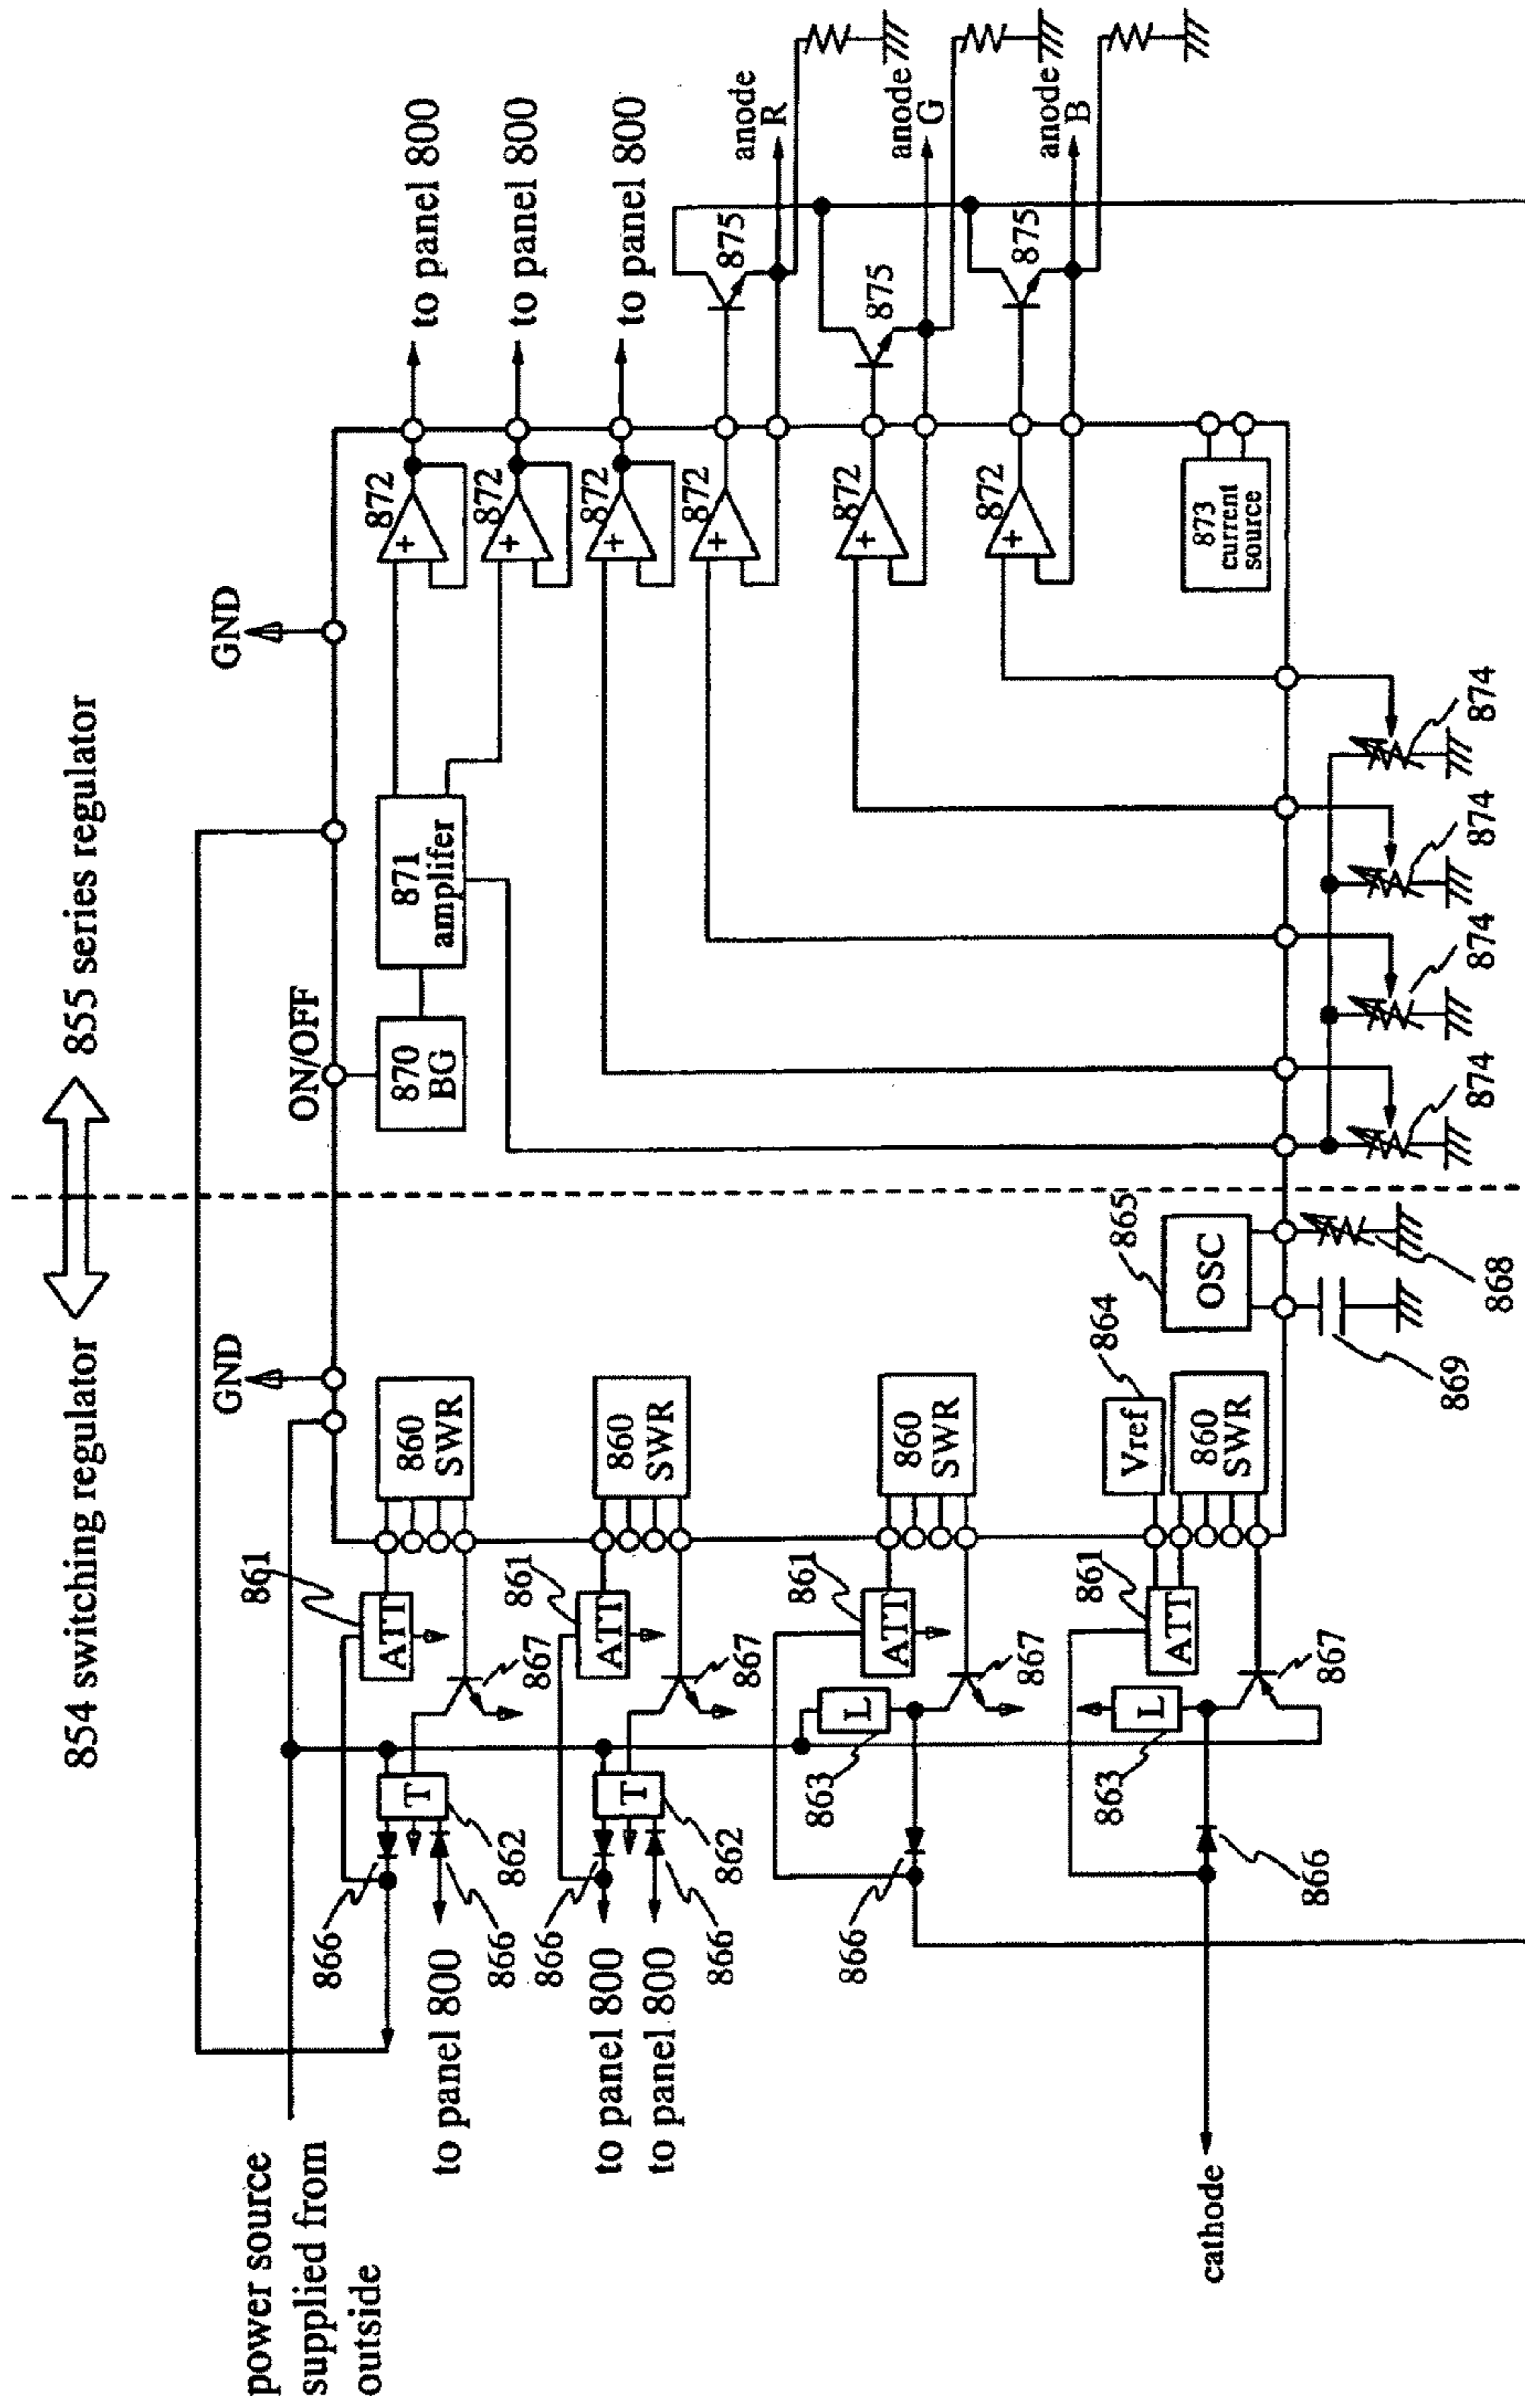 854 switching regulator
855 series regulator
power source
supplied from
outside
GND
ON/OFF
GND
861
ATT
860
SWR
867
T
862
866
866
to panel 800
861
ATT
860
SWR
867
T
862
866
866
to panel 800
to panel 800
861
ATT
860
SWR
867
L
863
866
864
Vref
861
ATT
860
SWR
867
L
863
866
cathode
865
OSC
868
869
870
BG
871
amplifer
872
+
to panel 800
872
+
to panel 800
872
+
to panel 800
872
+
875
anode
R
872
+
875
anode
G
872
+
875
anode
B
873
current
source
874
874
874
874